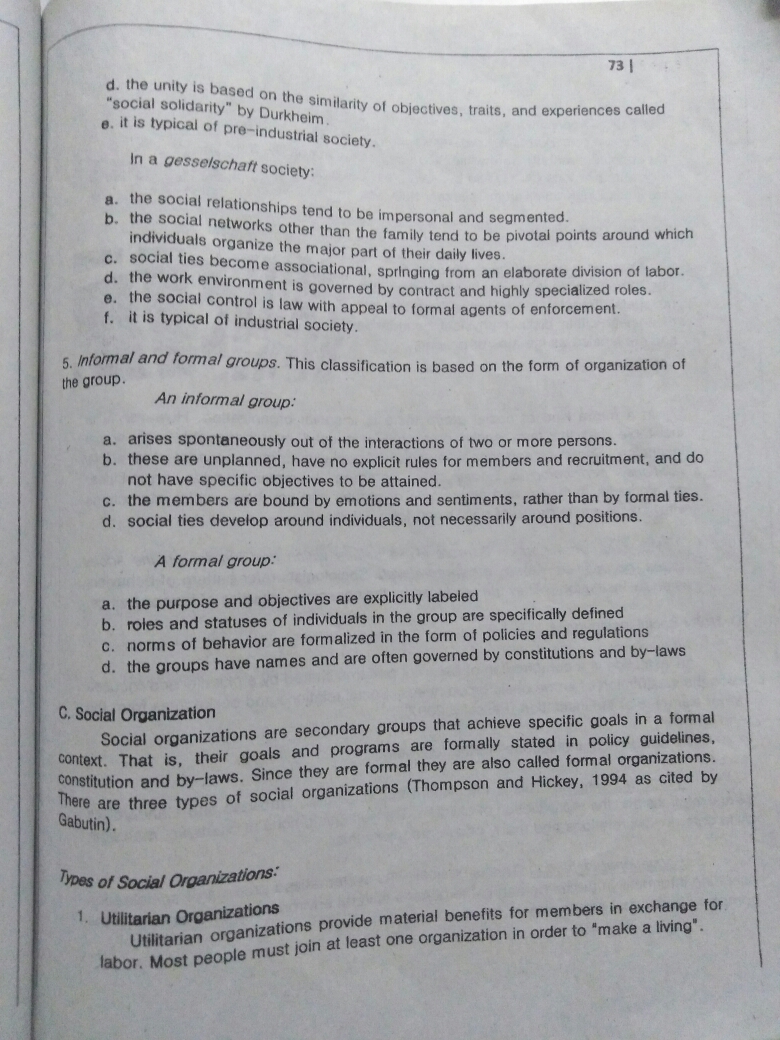 73 |
d. the unity is based on the similarity of objectives, traits, and experiences called
"social solidarity" by Durkheim.
e. it is typical of pre-industrial society.
In a gesselschaft society:
a. the social relationships tend to be impersonal and segmented.
b. the social networks other than the family tend to be pivotal points around which
individuals organize the major part of their daily lives.
c. social ties become associational, springing from an elaborate division of labor.
d. the work environment is governed by contract and highly specialized roles.
e. the social control is law with appeal to formal agents of enforcement.
f. it is typical of industrial society.
5. Informal and formal groups. This classification is based on the form of organization of
the group.
An informal group:
a. arises spontaneously out of the interactions of two or more persons.
b. these are unplanned, have no explicit rules for members and recruitment, and do
not have specific objectives to be attained.
c. the members are bound by emotions and sentiments, rather than by formal ties.
d. social ties develop around individuals, not necessarily around positions.
A formal group:
a. the purpose and objectives are explicitly labeled
b. roles and statuses of individuals in the group are specifically defined
c. norms of behavior are formalized in the form of policies and regulations
d. the groups have names and are often governed by constitutions and by-laws
C. Social Organization
Social organizations are secondary groups that achieve specific goals in a formal
context. That is, their goals and programs are formally stated in policy guidelines,
constitution and by-laws. Since they are formal they are also called formal organizations.
There are three types of social organizations (Thompson and Hickey, 1994 as cited by
Gabutin).
Types of Social Organizations:
1. Utilitarian Organizations
Utilitarian organizations provide material benefits for members in exchange for
labor. Most people must join at least one organization in order to "make a living".